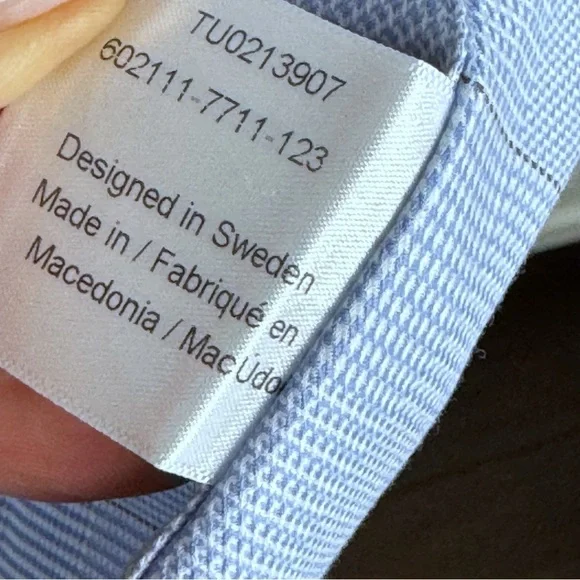 TU0213907
602111-7711-123
Designed in Sweden
Made in / Fabriqué en
Macedonia /